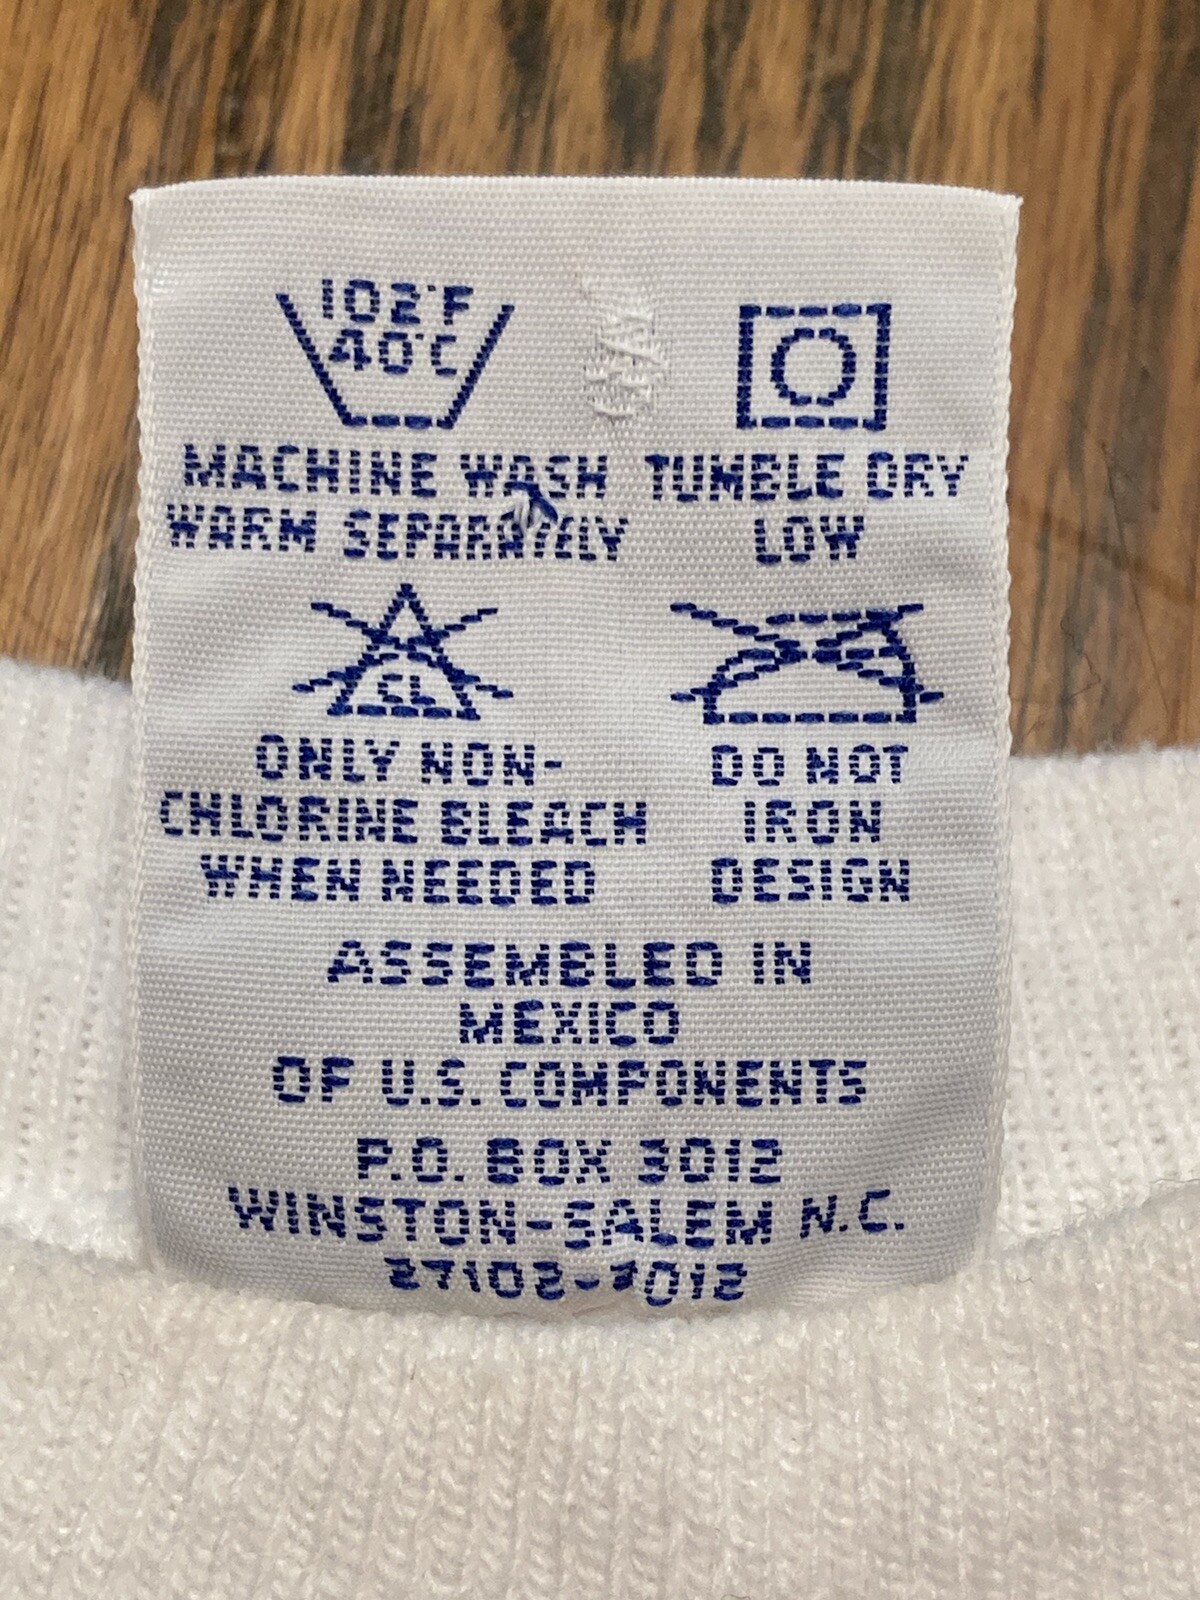 102°F
40°C
MACHINE WASH
WARM SEPARATELY
TUMBLE DRY
LOW
CL
ONLY NON-
CHLORINE BLEACH
WHEN NEEDED
DO NOT
IRON
DESIGN
ASSEMBLED IN
MEXICO
OF U.S. COMPONENTS
P.O. BOX 3012
WINSTON-SALEM N.C.
27102-3012